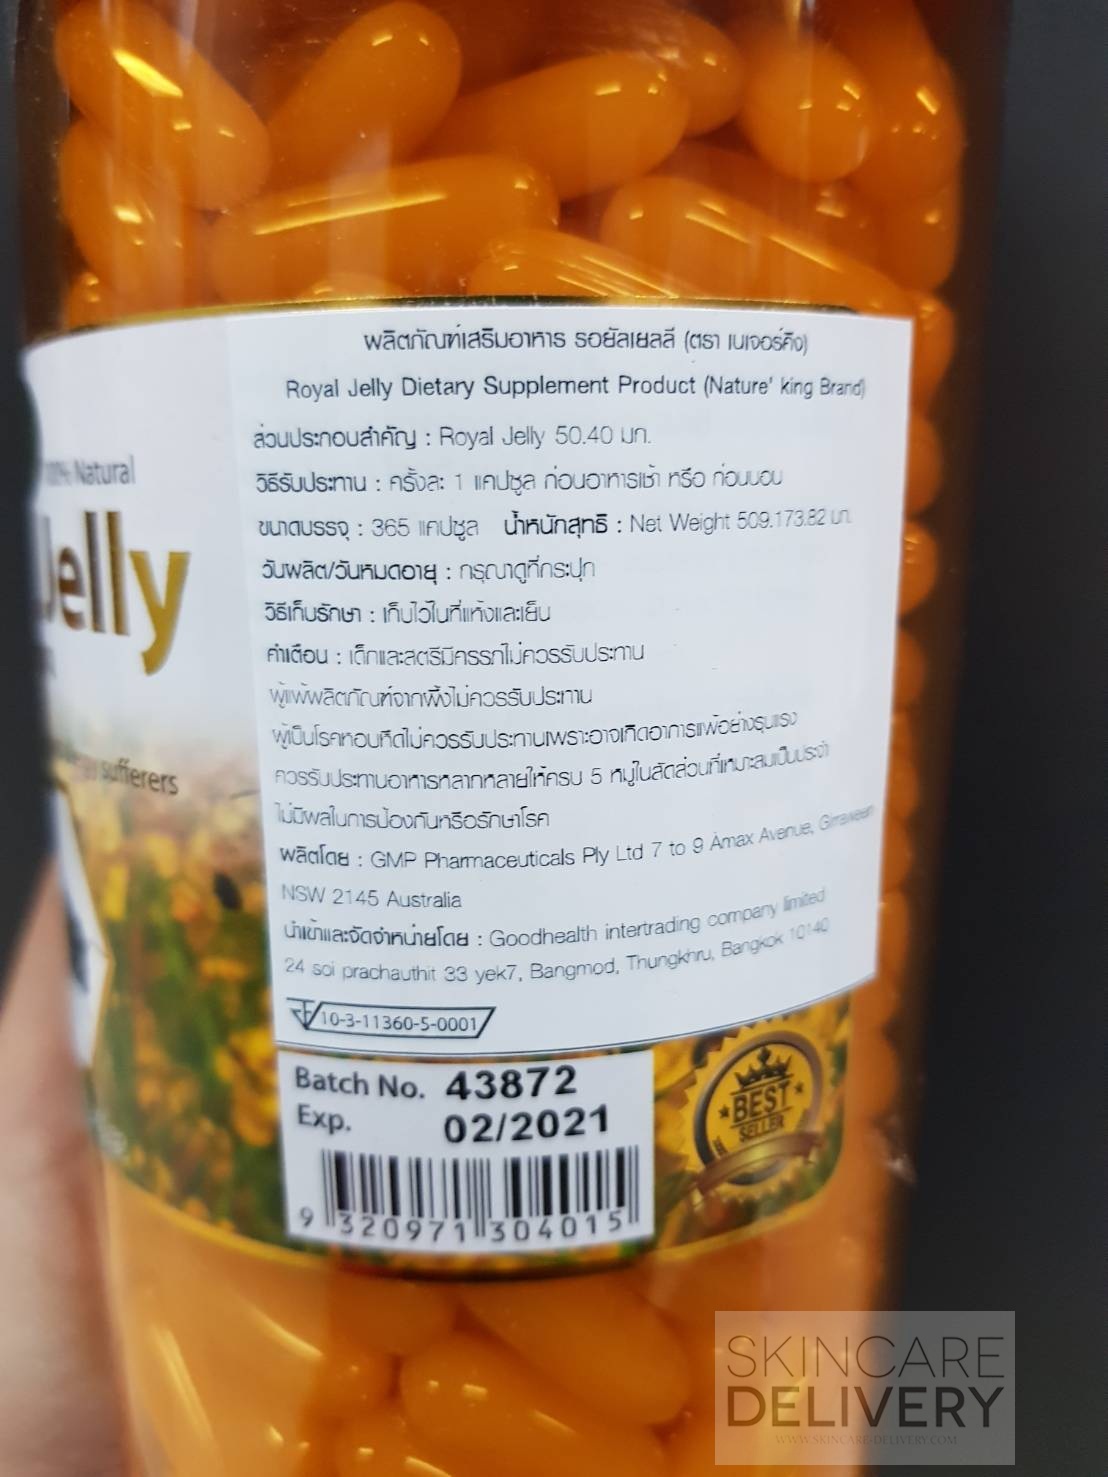 ผลิตภัณฑ์เสริมอาหาร รอยัลเยลลี (ตรา เนเจอร์คิง)
Royal Jelly Dietary Supplement Product (Nature' king Brand)
ส่วนประกอบสำคัญ : Royal Jelly 50.40 มก.
วิธีรับประทาน : ครั้งละ 1 แคปซูล ก่อนอาหารเช้า หรือ ก่อนนอน
ขนาดบรรจุ : 365 แคปซูล น้ำหนักสุทธิ : Net Weight 509.173.82 มก.
วันผลิต/วันหมดอายุ : กรุณาดูที่กระปุก
วิธีเก็บรักษา : เก็บไว้ในที่แห้งและเย็น
คำเตือน : เด็กและสตรีมีครรภ์ไม่ควรรับประทาน
ผู้แพ้ผลิตภัณฑ์จากผึ้งไม่ควรรับประทาน
ผู้เป็นโรคหอบหืดไม่ควรรับประทานเพราะอาจเกิดอาการแพ้อย่างรุนแรง
ควรรับประทานอาหารหลากหลายให้ครบ 5 หมู่ในสัดส่วนที่เหมาะสมเป็นประจำ
ไม่มีผลในการป้องกันหรือรักษาโรค
ผลิตโดย : GMP Pharmaceuticals Ply Ltd 7 to 9 Amax Avenue, Girraween
NSW 2145 Australia
นำเข้าและจัดจำหน่ายโดย : Goodhealth intertrading company limited
24 soi prachauthit 33 yek7, Bangmod, Thungkhru, Bangkok 10140
10-3-11360-5-0001
Batch No. 43872
Exp. 02/2021
9 320971 304015
BEST
SELLER
100% Natural
Jelly
sufferers
SKINCARE
DELIVERY
WWW.SKINCARE-DELIVERY.COM